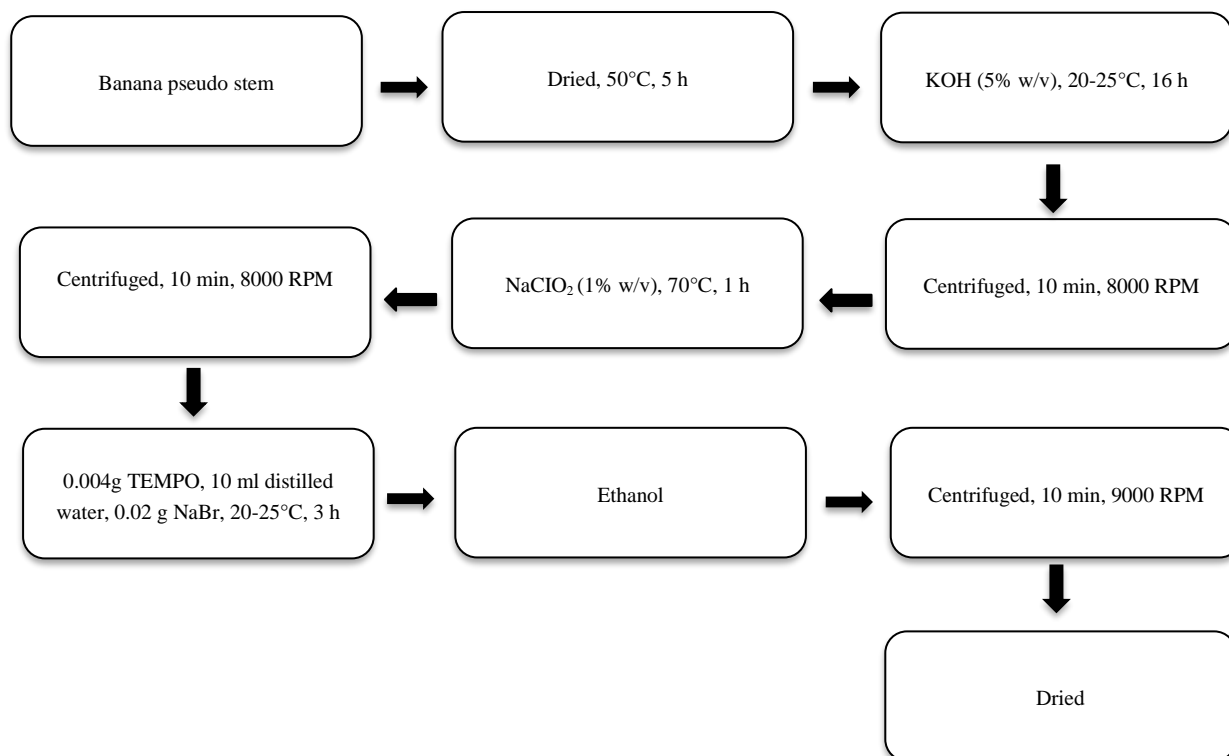 Banana pseudo stem
Dried, 50°C, 5 h
KOH (5% w/v), 20-25°C, 16 h
Centrifuged, 10 min, 8000 RPM
NaCIO₂ (1% w/v), 70°C, 1 h
Centrifuged, 10 min, 8000 RPM
0.004g TEMPO, 10 ml distilled
water, 0.02 g NaBr, 20-25°C, 3 h
Ethanol
Centrifuged, 10 min, 9000 RPM
Dried